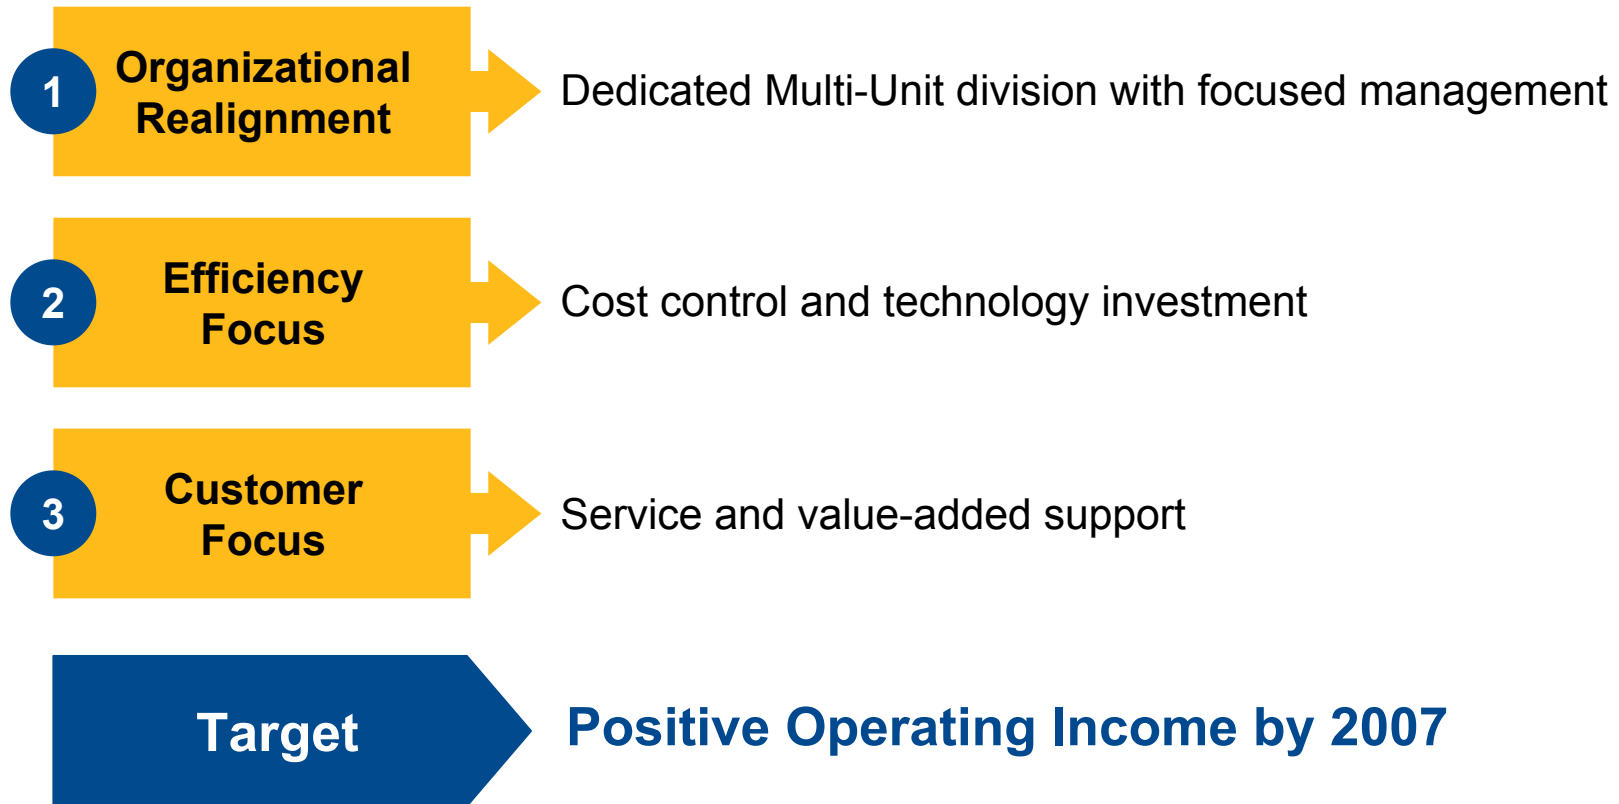 1
Organizational
Realignment
Dedicated Multi-Unit division with focused management
2
Efficiency
Focus
Cost control and technology investment
3
Customer
Focus
Service and value-added support
Target
Positive Operating Income by 2007